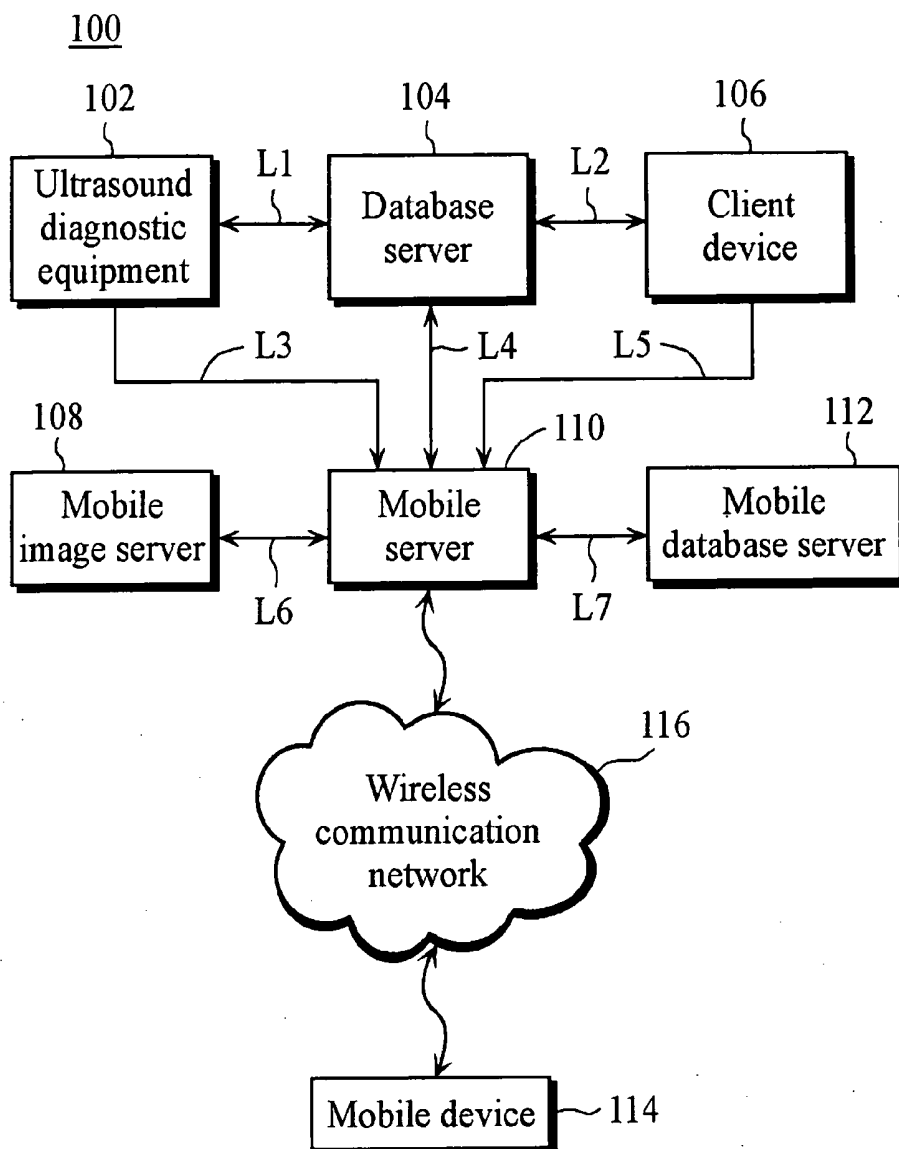 100
102
104
106
Ultrasound
diagnostic
equipment
L1
Database
server
L2
Client
device
L3
L4
L5
108
110
112
Mobile
image server
Mobile
server
Mobile
database server
L6
L7
116
Wireless
communication
network
Mobile device
114